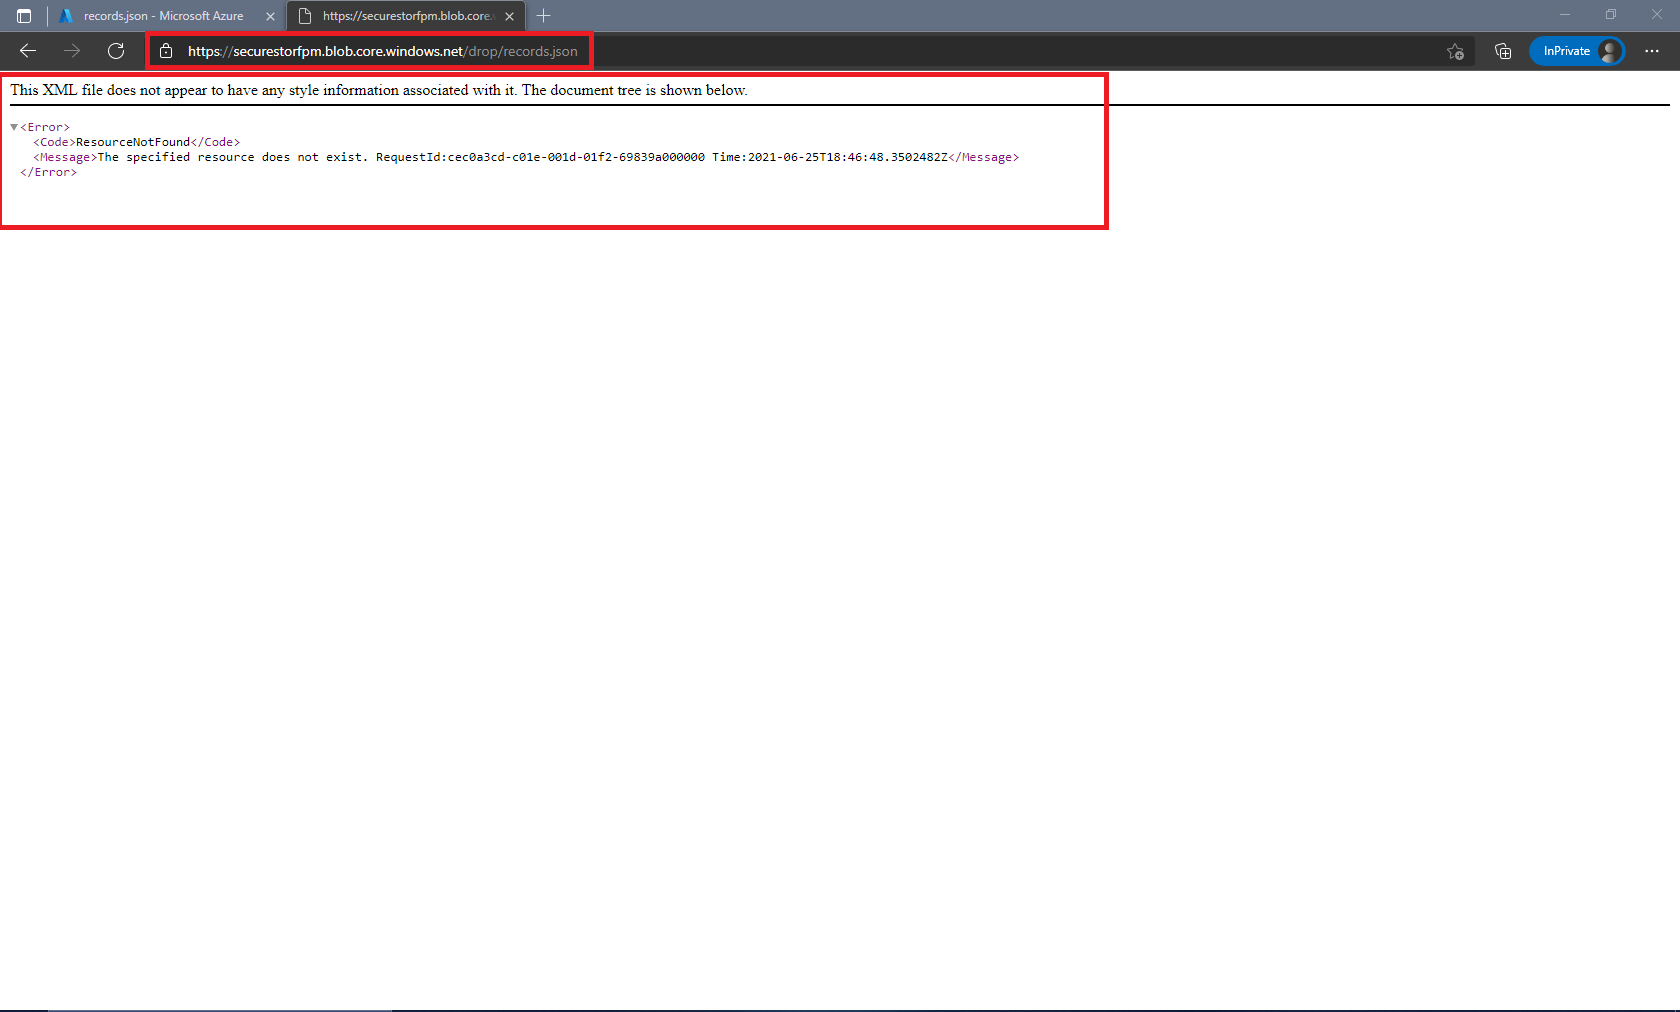 records.json - Microsoft Azure
https://securestorfpm.blob.core.
https://securestorfpm.blob.core.windows.net/drop/records.json
InPrivate
This XML file does not appear to have any style information associated with it. The document tree is shown below.
▼<Error>
<Code>ResourceNotFound</Code>
<Message>The specified resource does not exist. RequestId:cec0a3cd-c01e-001d-01f2-69839a000000 Time:2021-06-25T18:46:48.3502482Z</Message>
</Error>